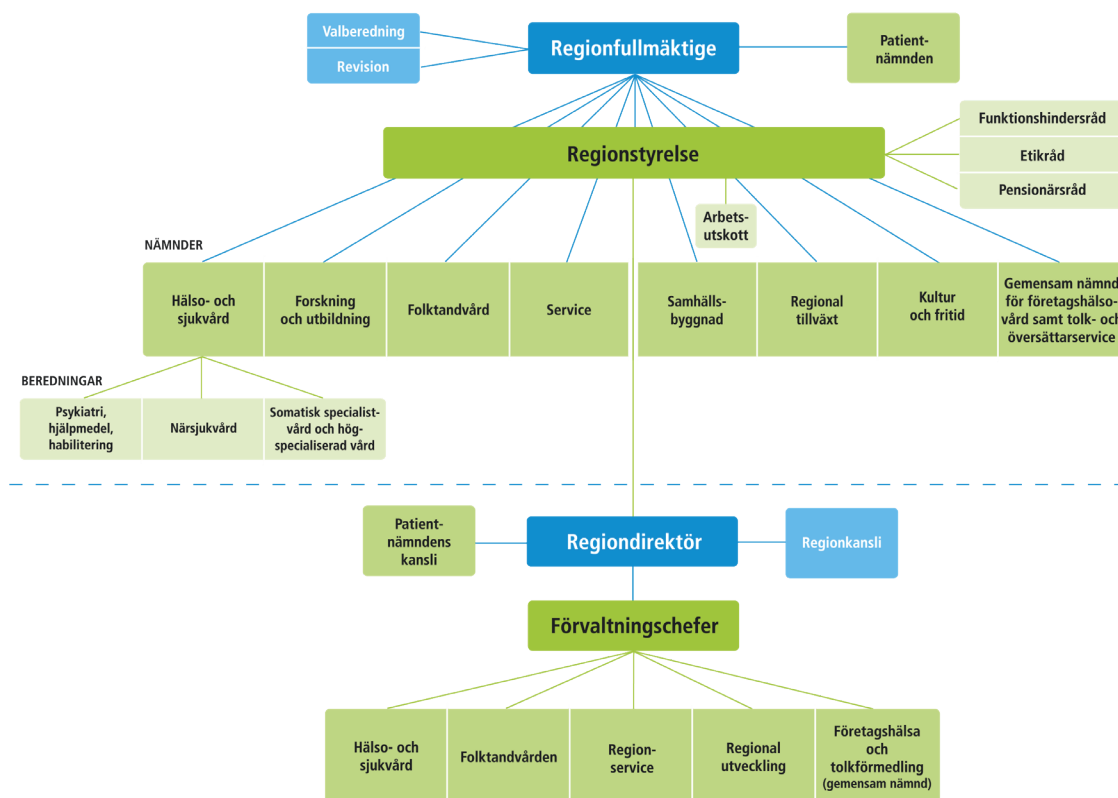 Valberedning
Revision
Regionfullmäktige
Patient-
nämnden
Regionstyrelse
Funktionshindersråd
Etikråd
Pensionärsråd
Arbets-
utskott
NÄMNDER
Hälso- och
sjukvård
Forskning
och utbildning
Folktandvård
Service
Samhälls-
byggnad
Regional
tillväxt
Kultur
och fritid
Gemensam nämnd
för företagshälso-
vård samt tolk- och
översättarservice
BEREDNINGAR
Psykiatri,
hjälpmedel,
habilitering
Närsjukvård
Somatisk specialist-
vård och hög-
specialiserad vård
Patient-
nämndens
kansli
Regiondirektör
Regionkansli
Förvaltningschefer
Hälso- och
sjukvård
Folktandvården
Region-
service
Regional
utveckling
Företagshälsa
och
tolkförmedling
(gemensam nämnd)